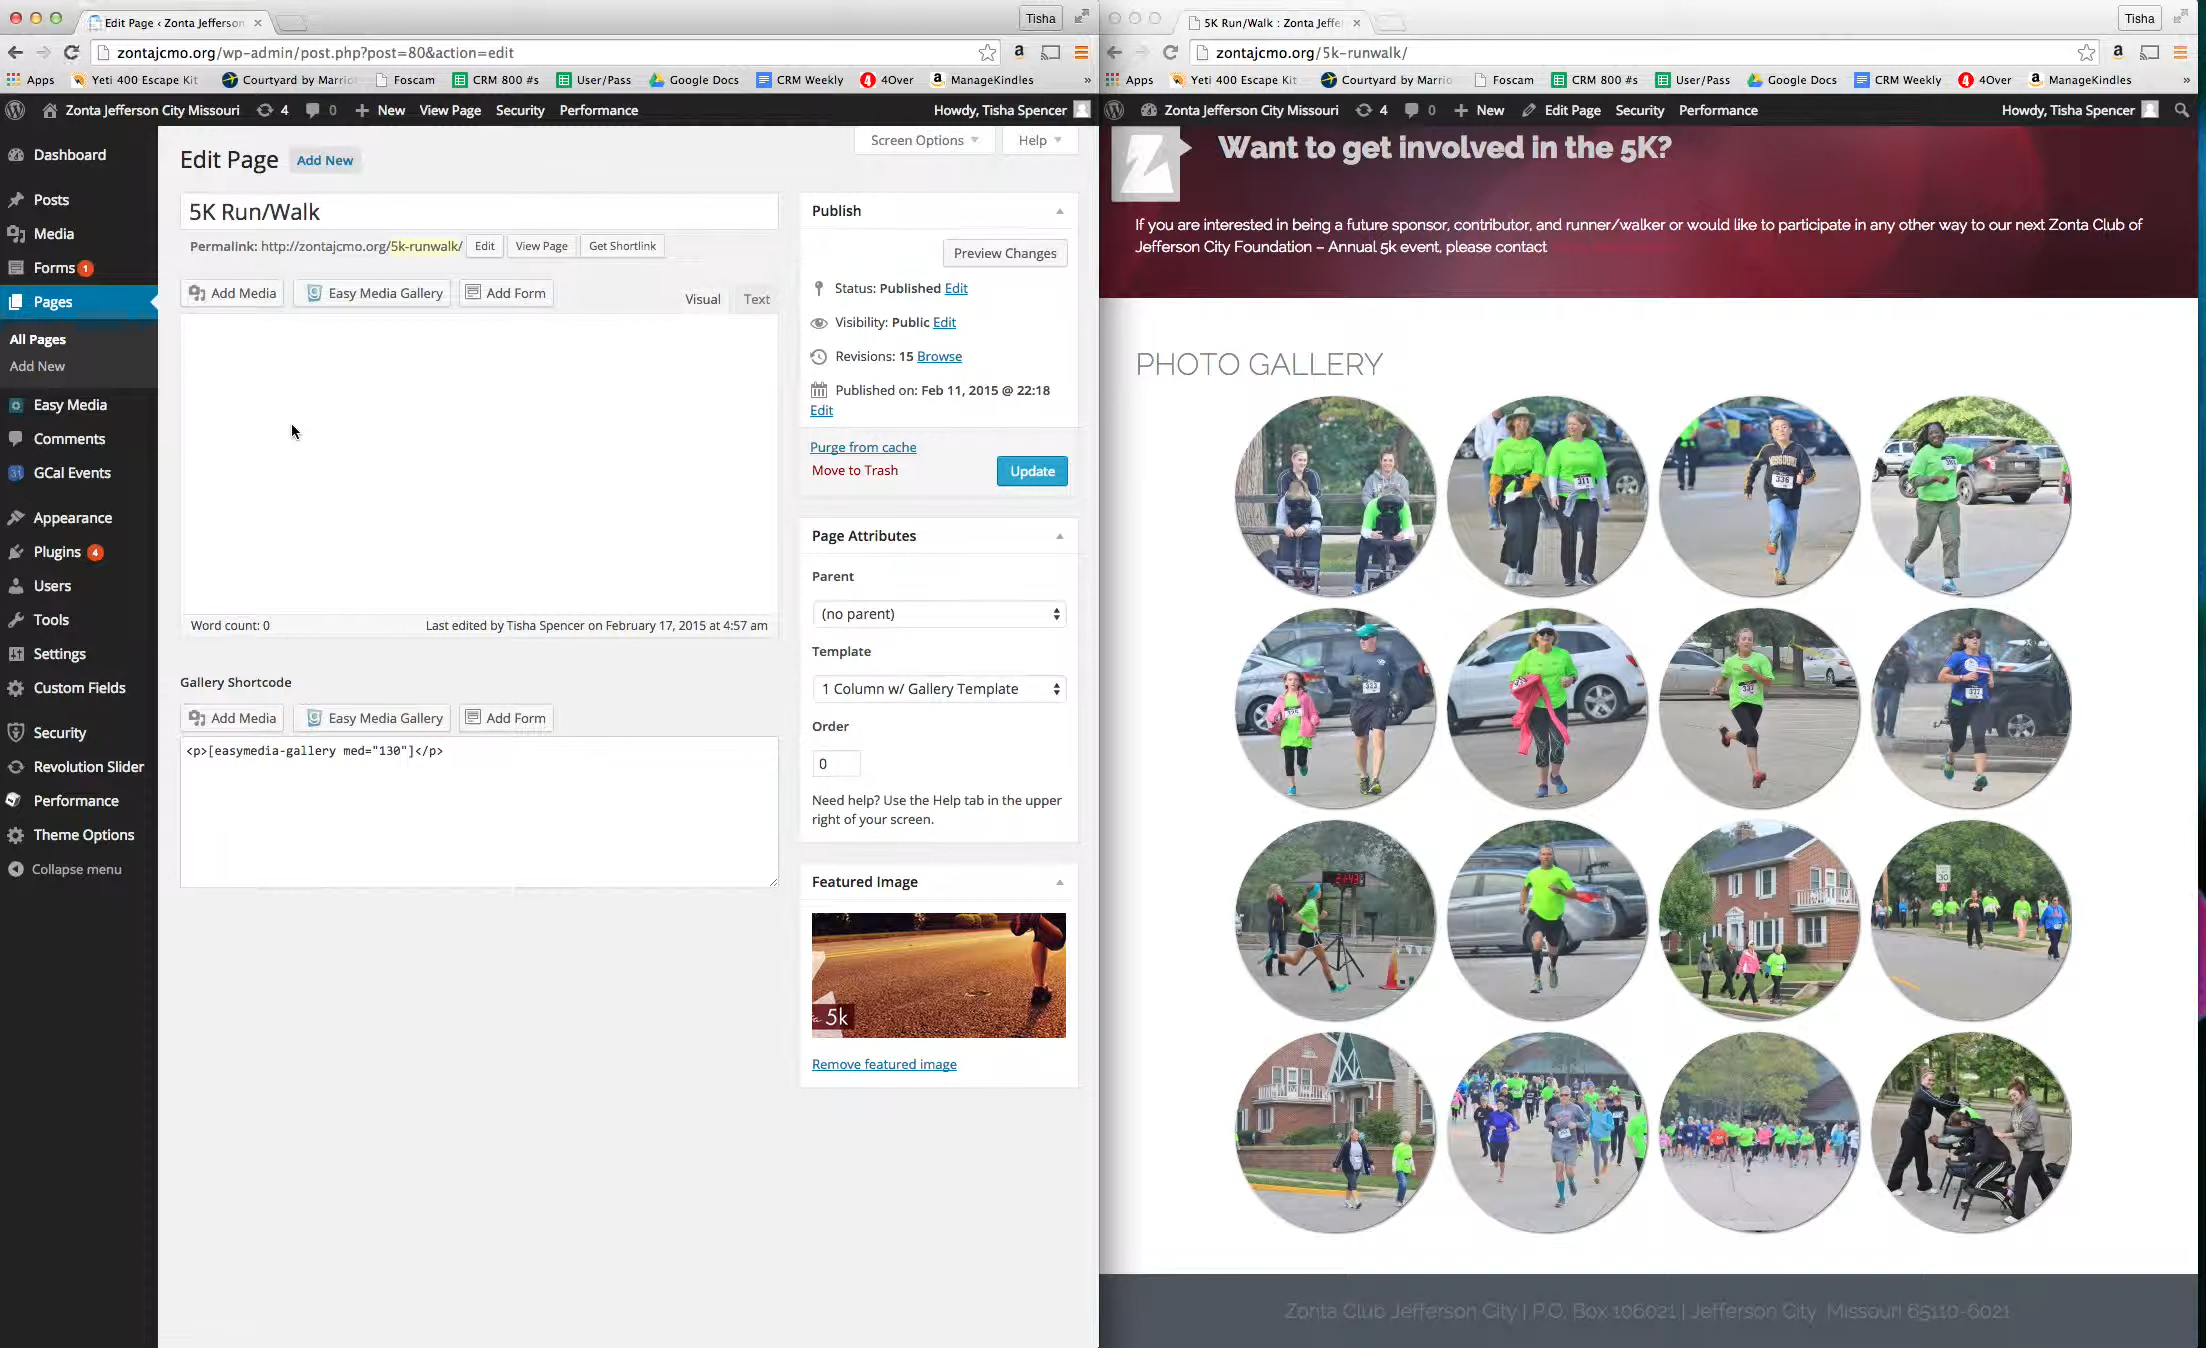 Edit Page ‹ Zonta Jefferson
Tisha
zontajcmo.org/wp-admin/post.php?post=80&action=edit
Apps
Yeti 400 Escape Kit
Courtyard by Marrio
Foscam
CRM 800 #s
User/Pass
Google Docs
CRM Weekly
4Over
ManageKindles
»
Zonta Jefferson City Missouri
4
0
New
View Page
Security
Performance
Howdy, Tisha Spencer
Dashboard
Posts
Media
Forms 1
Pages
All Pages
Add New
Easy Media
Comments
GCal Events
Appearance
Plugins 4
Users
Tools
Settings
Custom Fields
Security
Revolution Slider
Performance
Theme Options
Collapse menu
Screen Options
Help
Edit Page Add New
5K Run/Walk
Permalink: http://zontajcmo.org/5k-runwalk/ Edit View Page Get Shortlink
Add Media
Easy Media Gallery
Add Form
Visual
Text
Word count: 0
Last edited by Tisha Spencer on February 17, 2015 at 4:57 am
Gallery Shortcode
Add Media
Easy Media Gallery
Add Form
<p>[easymedia-gallery med="130"]</p>
Publish
Preview Changes
Status: Published Edit
Visibility: Public Edit
Revisions: 15 Browse
Published on: Feb 11, 2015 @ 22:18
Edit
Purge from cache
Move to Trash
Update
Page Attributes
Parent
(no parent)
Template
1 Column w/ Gallery Template
Order
0
Need help? Use the Help tab in the upper
right of your screen.
Featured Image
5k
Remove featured image
5K Run/Walk : Zonta Jeffe
Tisha
zontajcmo.org/5k-runwalk/
Apps
Yeti 400 Escape Kit
Courtyard by Marrio
Foscam
CRM 800 #s
User/Pass
Google Docs
CRM Weekly
4Over
ManageKindles
»
Zonta Jefferson City Missouri
4
0
New
Edit Page
Security
Performance
Howdy, Tisha Spencer
Want to get involved in the 5K?
If you are interested in being a future sponsor, contributor, and runner/walker or would like to participate in any other way to our next Zonta Club of
Jefferson City Foundation – Annual 5k event, please contact
PHOTO GALLERY
311
336
Zonta Club Jefferson City | P.O. Box 106021 | Jefferson City, Missouri 65110-6021